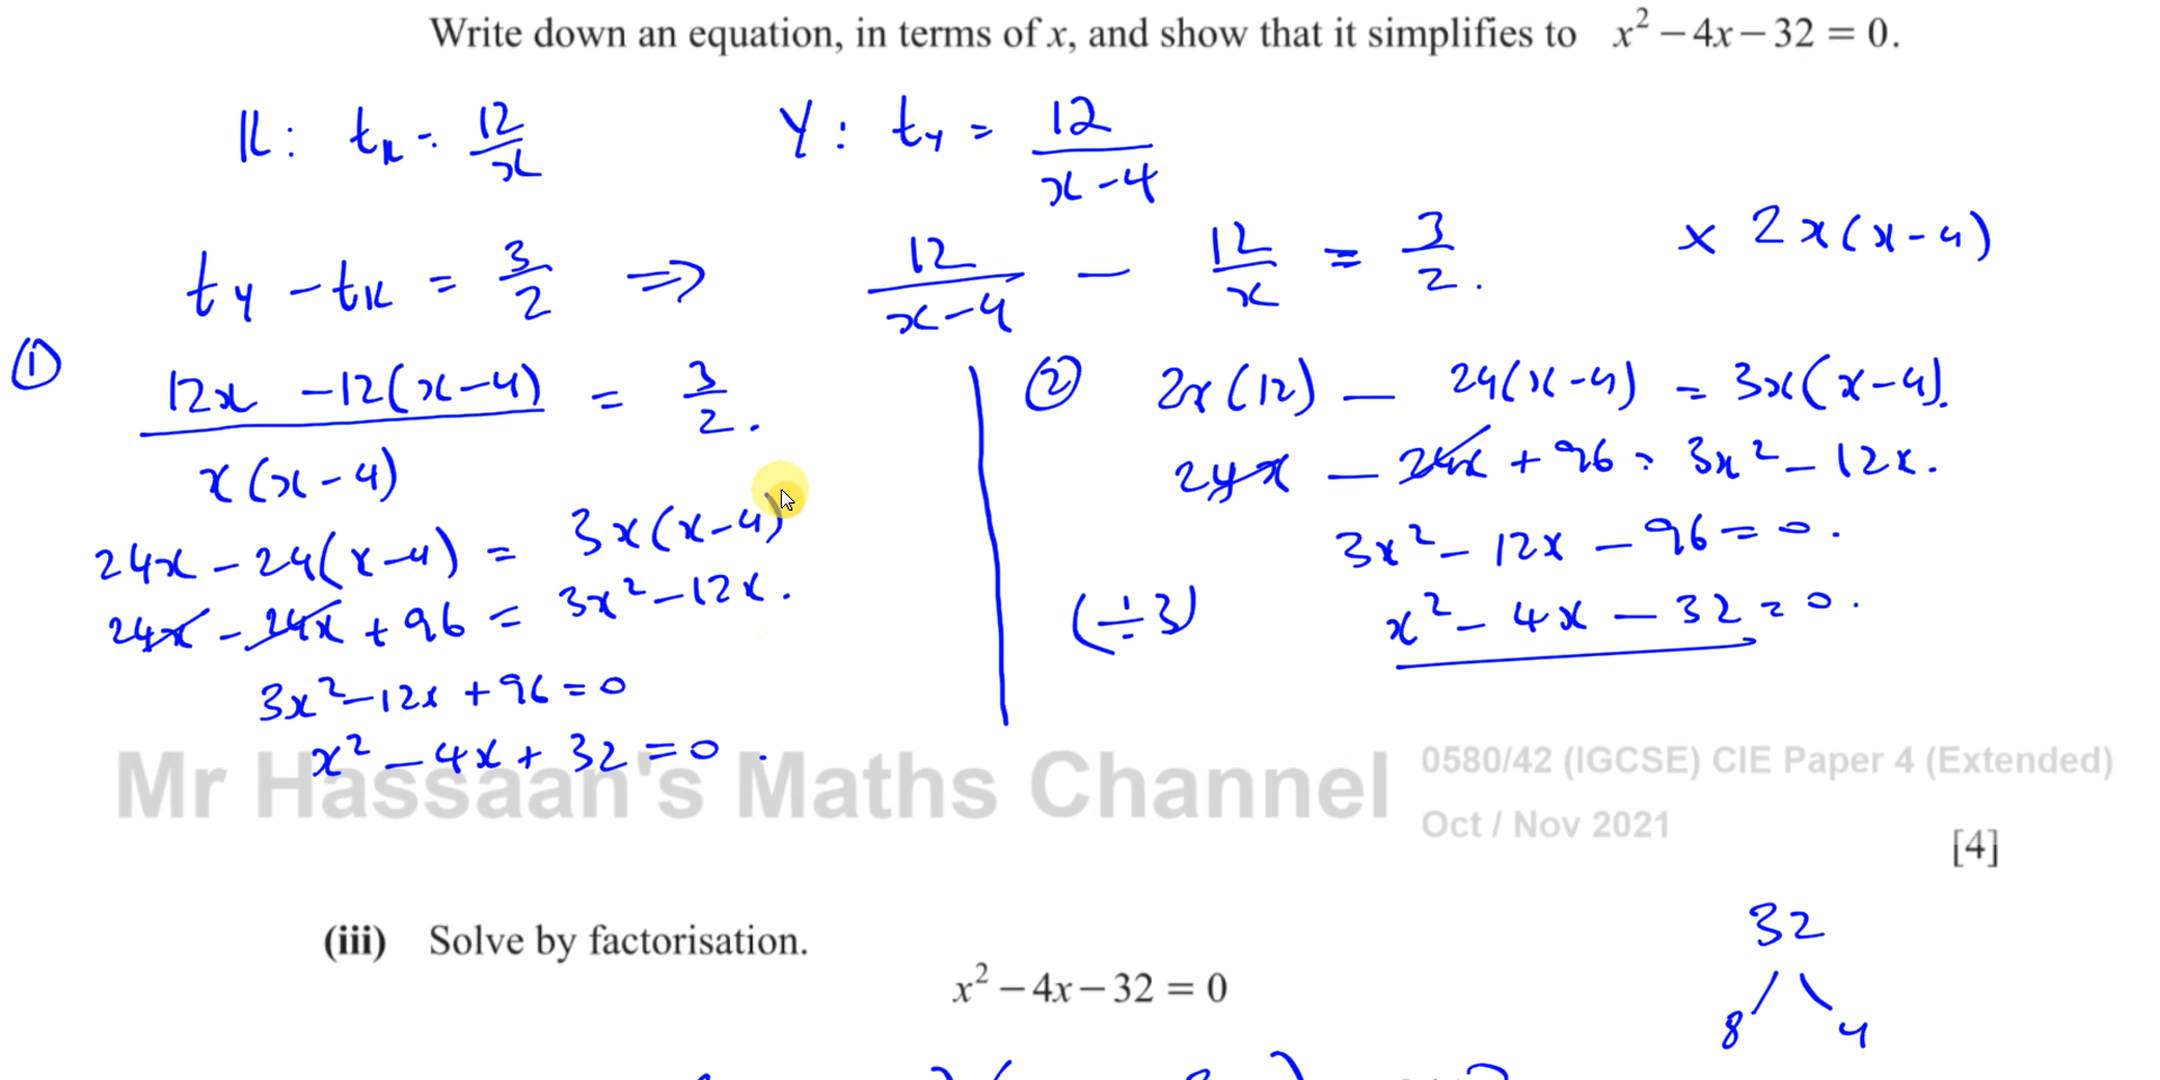 Write down an equation, in terms of x, and show that it simplifies to x² – 4x – 32 = 0.
K: t_K = 12/x
Y: t_Y = 12/(x-4)
t_Y - t_K = 3/2 ⇒ 12/(x-4) - 12/x = 3/2. × 2x(x-4)
①
(12x - 12(x-4))/(x(x-4)) = 3/2.
24x - 24(x-4) = 3x(x-4)
24x - 24x + 96 = 3x² - 12x.
3x² - 12x + 96 = 0
x² - 4x + 32 = 0.
②
2x(12) - 24(x-4) = 3x(x-4).
24x - 24x + 96 = 3x² - 12x.
3x² - 12x - 96 = 0.
(÷3) x² - 4x - 32 = 0.
Mr Hassaan's Maths Channel
0580/42 (IGCSE) CIE Paper 4 (Extended)
Oct / Nov 2021
[4]
(iii) Solve by factorisation.
x² – 4x – 32 = 0
32
8 4